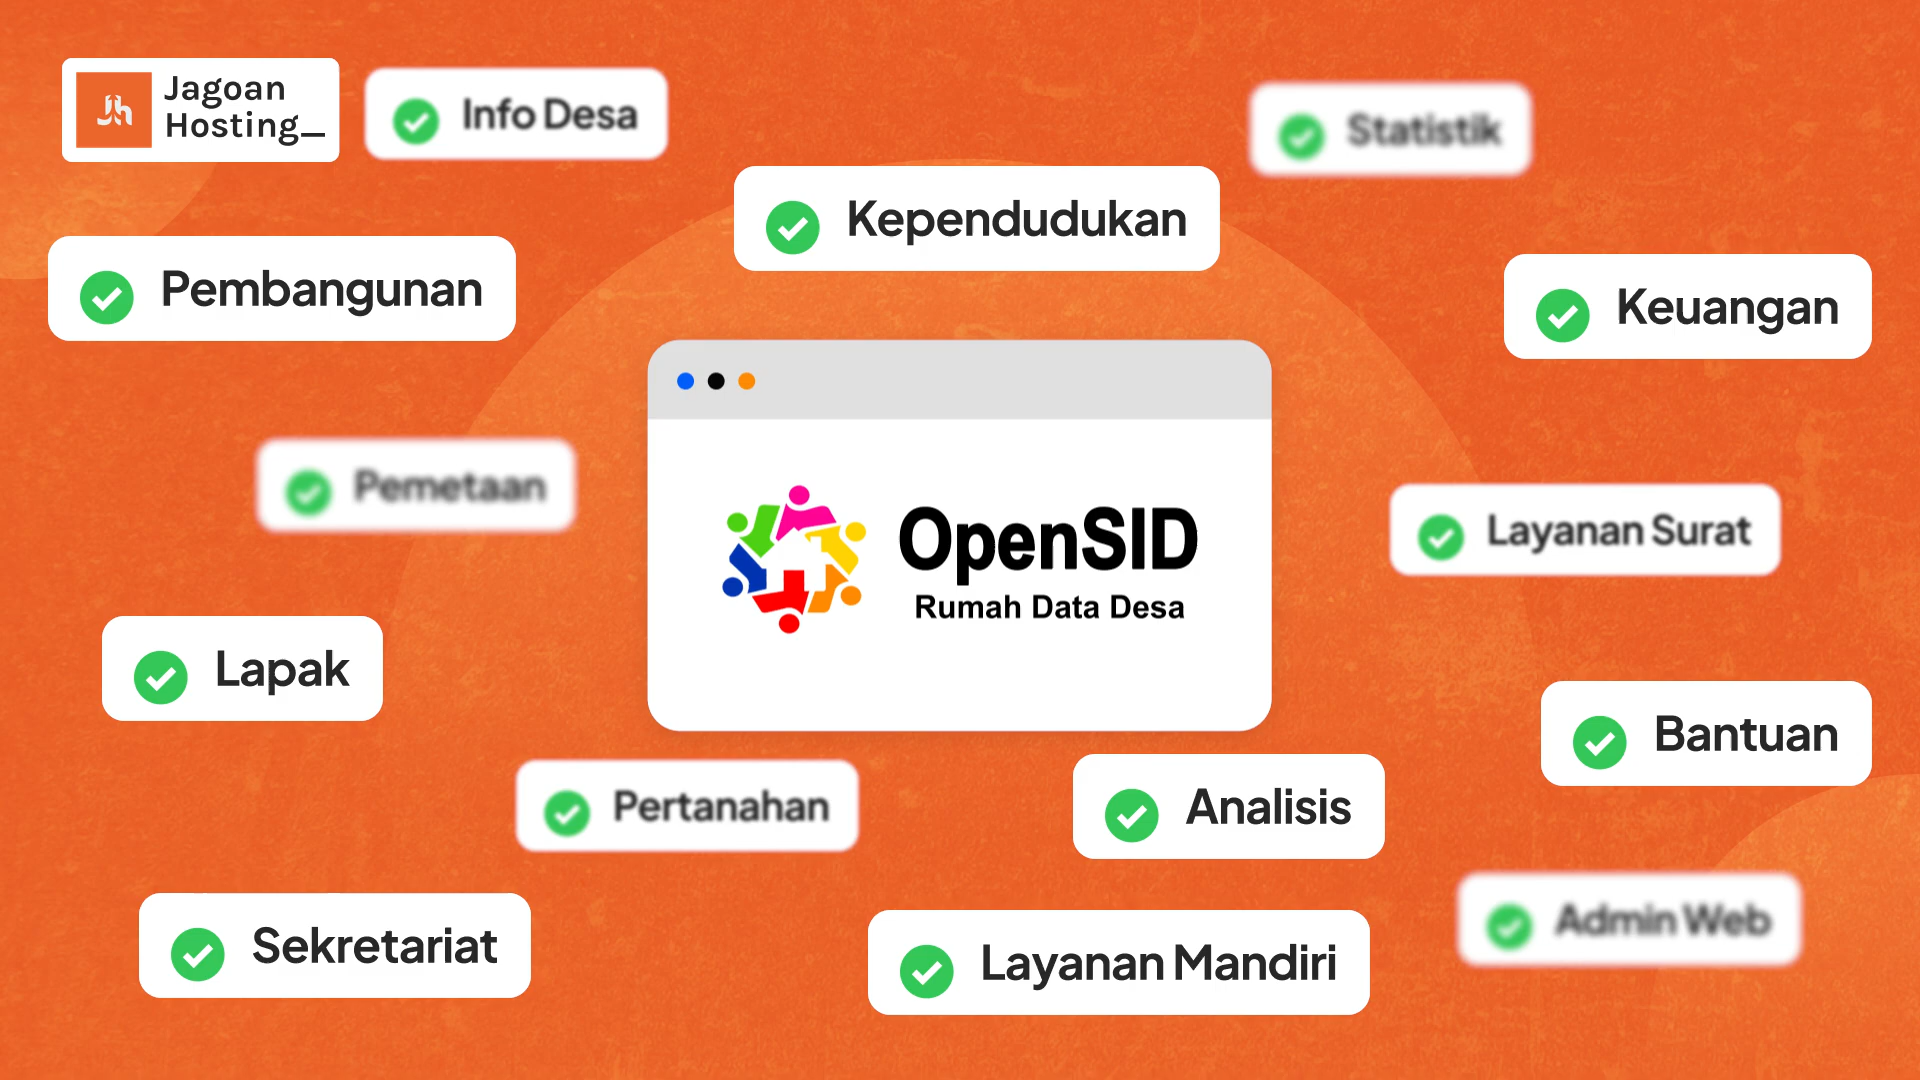 Jagoan
Hosting_
Info Desa
Statistik
Kependudukan
Pembangunan
Keuangan
Pemetaan
OpenSID
Rumah Data Desa
Layanan Surat
Lapak
Bantuan
Pertanahan
Analisis
Admin Web
Sekretariat
Layanan Mandiri